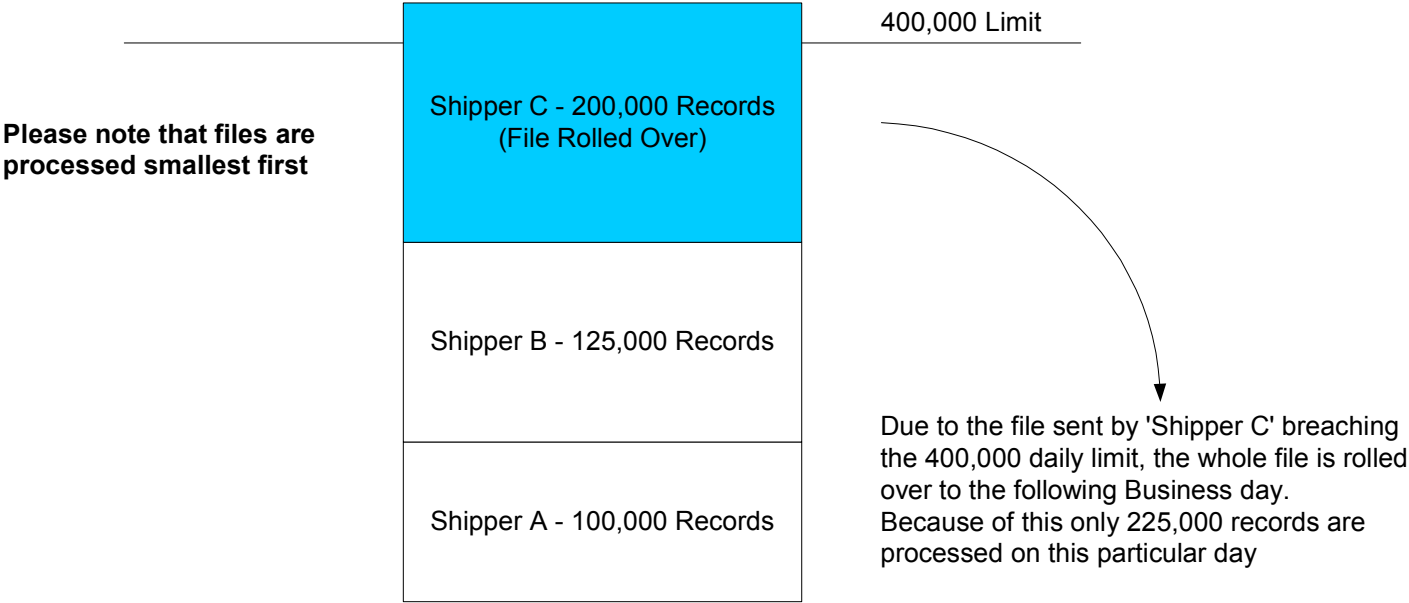 400,000 Limit
Shipper C - 200,000 Records
(File Rolled Over)
Please note that files are
processed smallest first
Shipper B - 125,000 Records
Shipper A - 100,000 Records
Due to the file sent by 'Shipper C' breaching
the 400,000 daily limit, the whole file is rolled
over to the following Business day.
Because of this only 225,000 records are
processed on this particular day